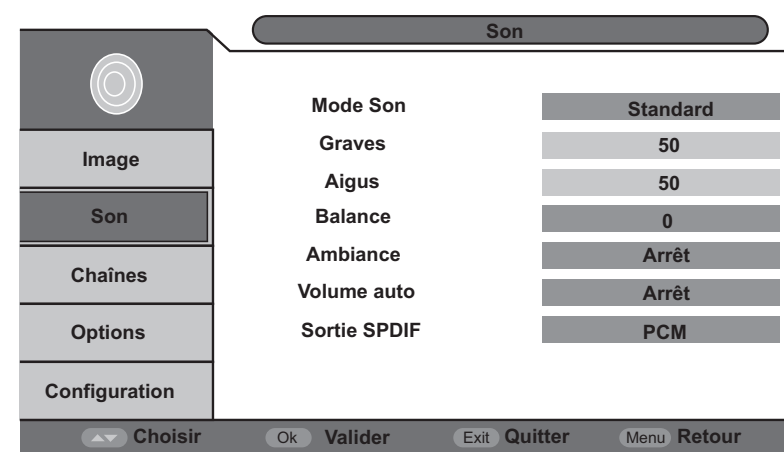 Son
Image
Son
Chaînes
Options
Configuration
Mode Son Standard
Graves 50
Aigus 50
Balance 0
Ambiance Arrêt
Volume auto Arrêt
Sortie SPDIF PCM
Choisir Ok Valider Exit Quitter Menu Retour